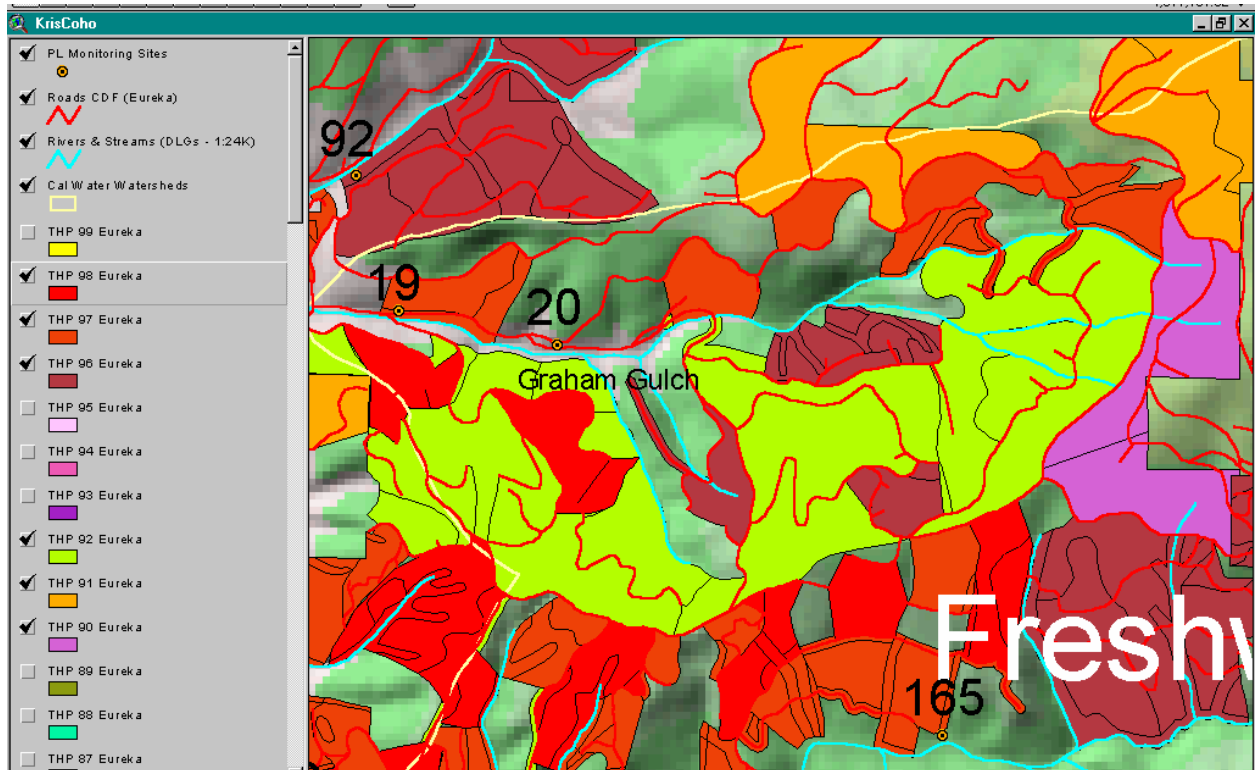 KrisCoho
PL Monitoring Sites
Roads CDF (Eureka)
Rivers & Streams (DLGs - 1:24K)
CalWater Watersheds
THP 99 Eureka
THP 98 Eureka
THP 97 Eureka
THP 96 Eureka
THP 95 Eureka
THP 94 Eureka
THP 93 Eureka
THP 92 Eureka
THP 91 Eureka
THP 90 Eureka
THP 89 Eureka
THP 88 Eureka
THP 87 Eureka
92
19
20
Graham Gulch
Freshw
165